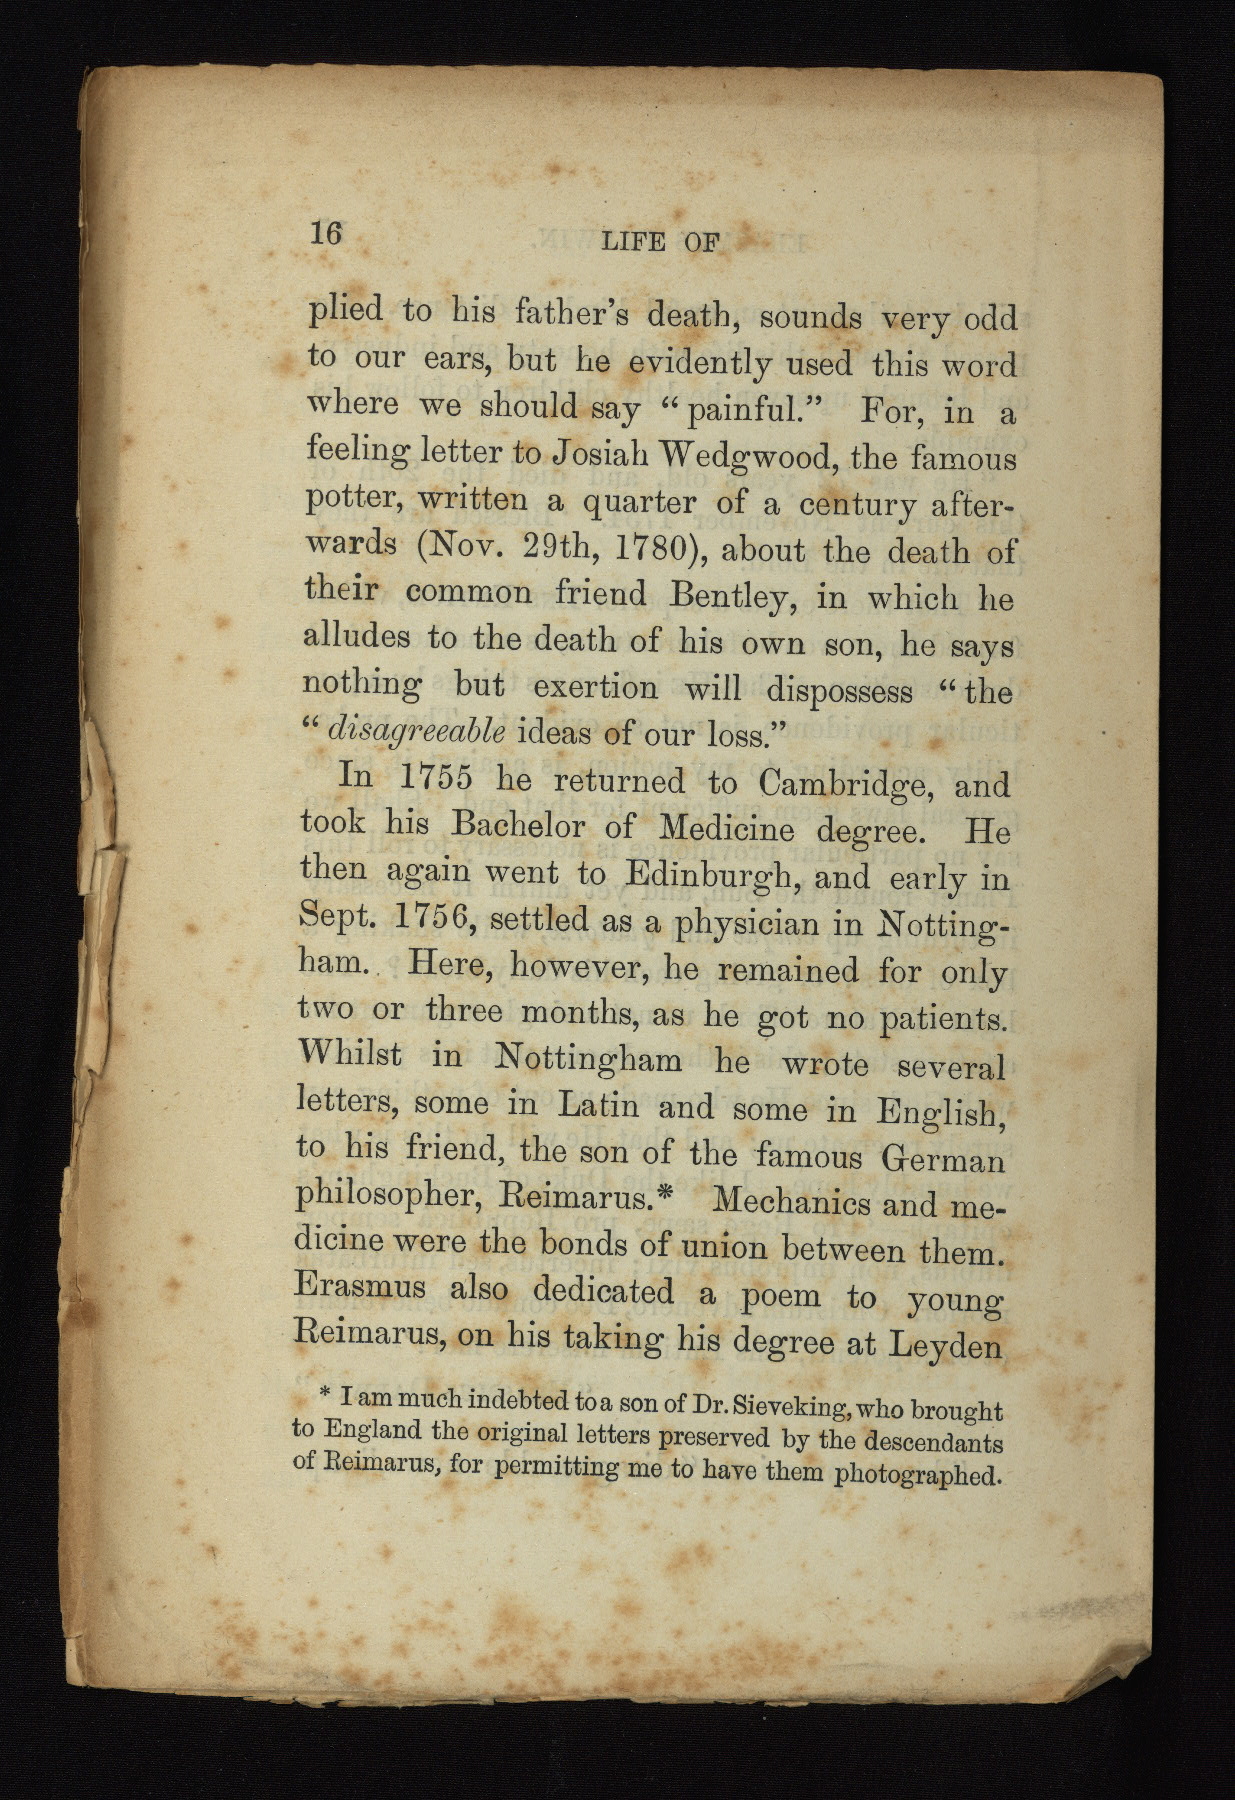 16
LIFE OF
plied to his father's death, sounds very odd
to our ears, but he evidently used this word
where we should say “ painful.” For, in a
feeling letter to Josiah Wedgwood, the famous
potter, written a quarter of a century after-
wards (Nov. 29th, 1780), about the death of
their common friend Bentley, in which he
alludes to the death of his own son, he says
nothing but exertion will dispossess “ the
“ disagreeable ideas of our loss.”
In 1755 he returned to Cambridge, and
took his Bachelor of Medicine degree. He
then again went to Edinburgh, and early in
Sept. 1756, settled as a physician in Notting-
ham. Here, however, he remained for only
two or three months, as he got no patients.
Whilst in Nottingham he wrote several
letters, some in Latin and some in English,
to his friend, the son of the famous German
philosopher, Reimarus.* Mechanics and me-
dicine were the bonds of union between them.
Erasmus also dedicated a poem to young
Reimarus, on his taking his degree at Leyden
* I am much indebted to a son of Dr. Sieveking, who brought
to England the original letters preserved by the descendants
of Reimarus, for permitting me to have them photographed.